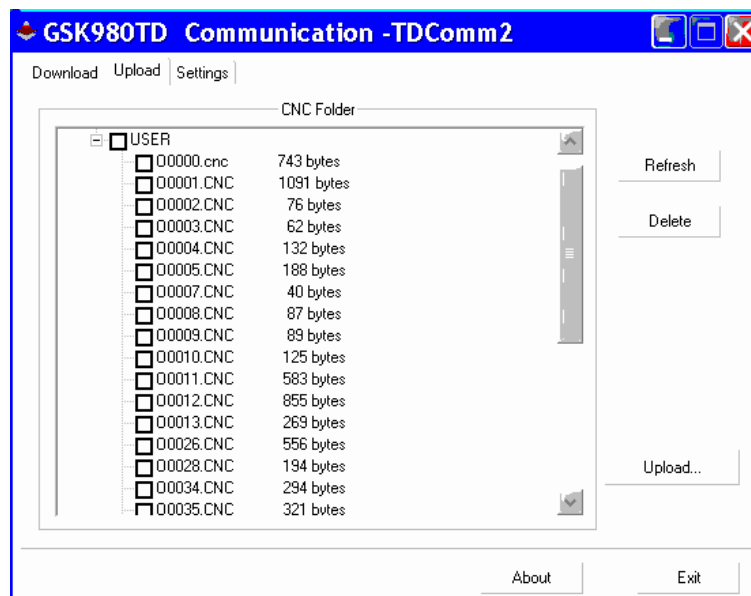 GSK980TD Communication -TDComm2
Download Upload Settings
CNC Folder
USER
O0000.cnc 743 bytes
O0001.CNC 1091 bytes
O0002.CNC 76 bytes
O0003.CNC 62 bytes
O0004.CNC 132 bytes
O0005.CNC 188 bytes
O0007.CNC 40 bytes
O0008.CNC 87 bytes
O0009.CNC 89 bytes
O0010.CNC 125 bytes
O0011.CNC 583 bytes
O0012.CNC 855 bytes
O0013.CNC 269 bytes
O0026.CNC 556 bytes
O0028.CNC 194 bytes
O0034.CNC 294 bytes
O0035.CNC 321 bytes
Refresh
Delete
Upload...
About Exit